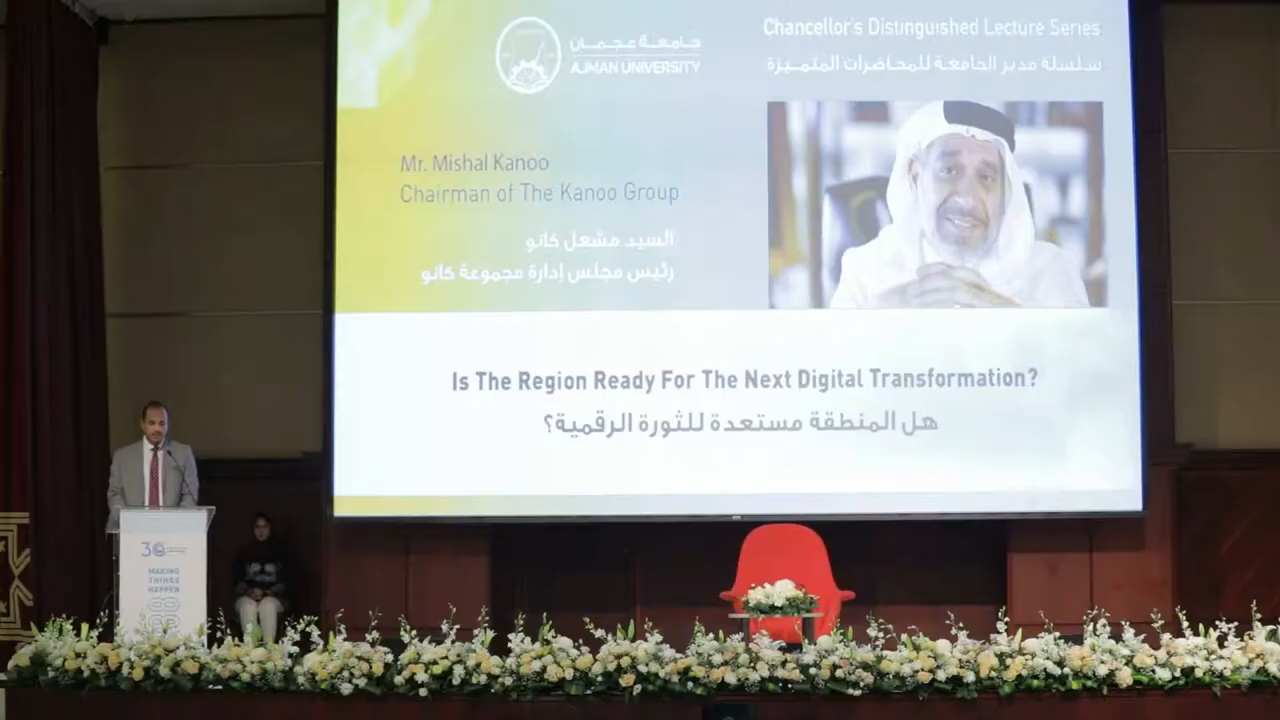 جامعة عجمان
AJMAN UNIVERSITY
Chancellor's Distinguished Lecture Series
سلسلة مدير الجامعة للمحاضرات المتميزة
Mr. Mishal Kanoo
Chairman of The Kanoo Group
السيد مشعل كانو
رئيس مجلس إدارة مجموعة كانو
Is The Region Ready For The Next Digital Transformation?
هل المنطقة مستعدة للثورة الرقمية؟
MAKING
THINGS
HAPPEN